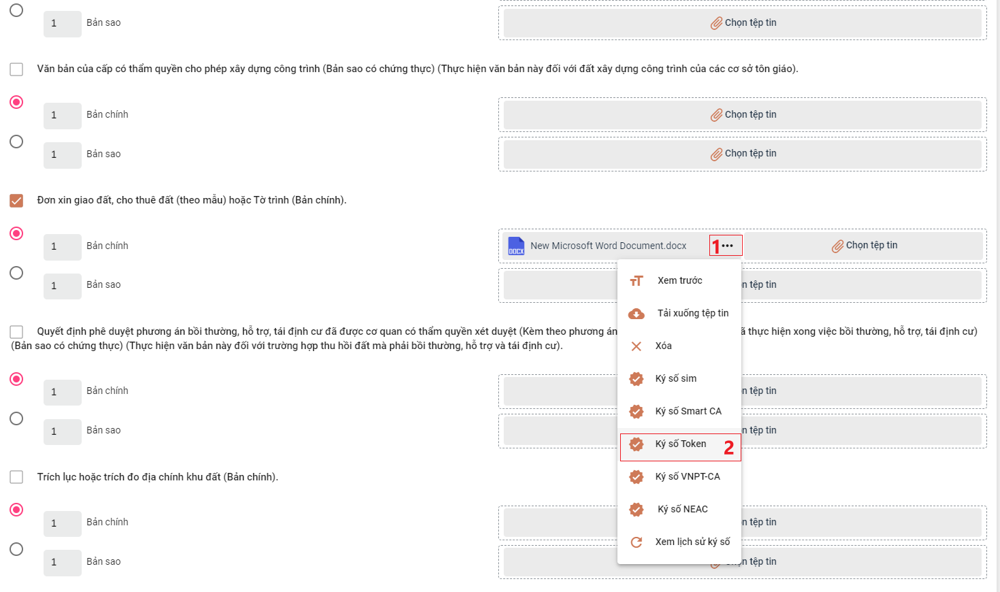 1 Bản sao Chọn tệp tin
Văn bản của cấp có thẩm quyền cho phép xây dựng công trình (Bản sao có chứng thực) (Thực hiện văn bản này đối với đất xây dựng công trình của các cơ sở tôn giáo).
1 Bản chính Chọn tệp tin
1 Bản sao Chọn tệp tin
Đơn xin giao đất, cho thuê đất (theo mẫu) hoặc Tờ trình (Bản chính).
1 Bản chính DOCX New Microsoft Word Document.docx 1 ••• Chọn tệp tin
Xem trước
1 Bản sao tệp tin
Tải xuống tệp tin
Quyết định phê duyệt phương án bồi thường, hỗ trợ, tái định cư đã được cơ quan có thẩm quyền xét duyệt (Kèm theo phương án thực hiện xong việc bồi thường, hỗ trợ, tái định cư)
(Bản sao có chứng thực) (Thực hiện văn bản này đối với trường hợp thu hồi đất mà phải bồi thường, hỗ trợ và tái định cư).
Xóa
Ký số sim
1 Bản chính tệp tin
Ký số Smart CA
1 Bản sao tệp tin
Ký số Token 2
Trích lục hoặc trích đo địa chính khu đất (Bản chính).
Ký số VNPT-CA
Ký số NEAC
1 Bản chính tệp tin
Xem lịch sử ký số
1 Bản sao tệp tin